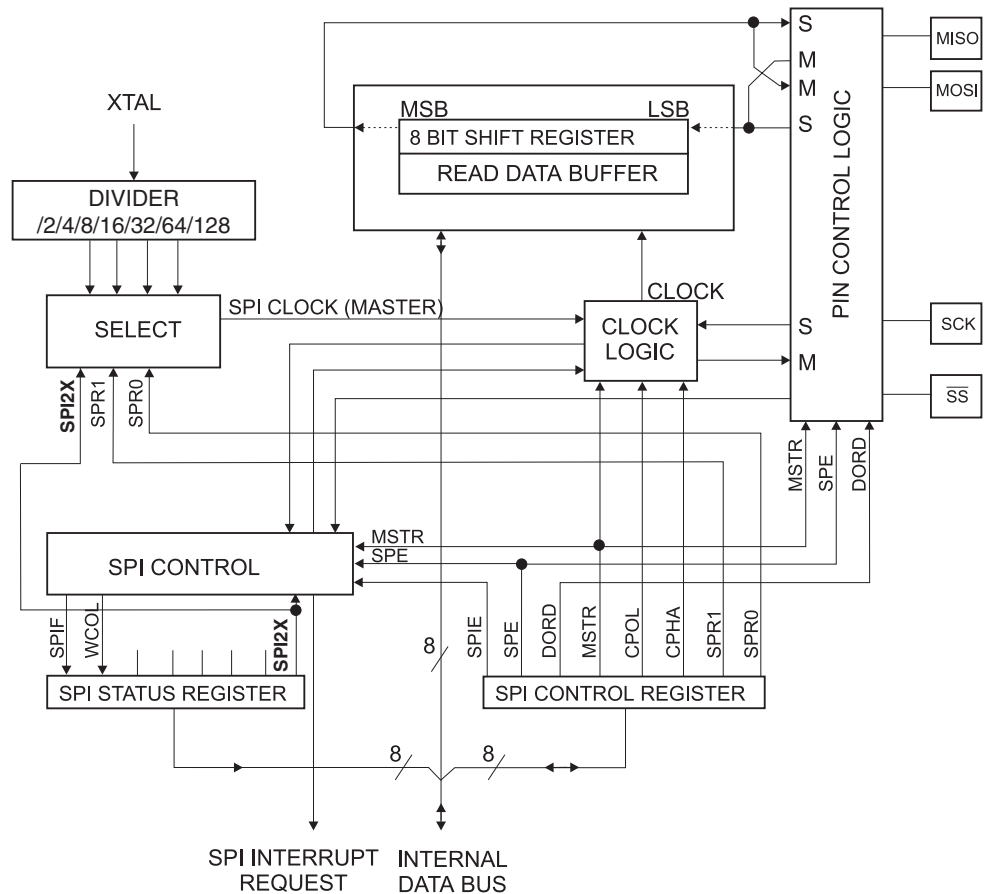 S
MISO
M
XTAL
M
MOSI
MSB
LSB
8 BIT SHIFT REGISTER
S
READ DATA BUFFER
PIN CONTROL LOGIC
DIVIDER
/2/4/8/16/32/64/128
SPI CLOCK (MASTER)
CLOCK
SELECT
CLOCK
LOGIC
S
SCK
M
SPI2X
SPR1
SPR0
SS
MSTR
SPE
DORD
MSTR
SPE
SPI CONTROL
SPIF
WCOL
SPI2X
8
SPIE
SPE
DORD
MSTR
CPOL
CPHA
SPR1
SPR0
SPI STATUS REGISTER
SPI CONTROL REGISTER
8
8
SPI INTERRUPT
REQUEST
INTERNAL
DATA BUS